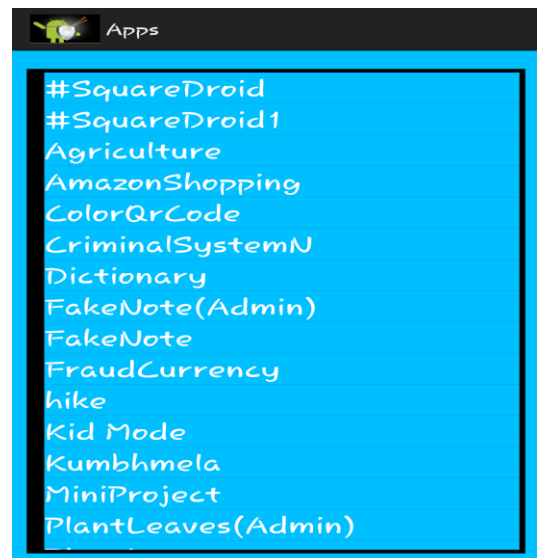 Apps
#SquareDroid
#SquareDroid1
Agriculture
AmazonShopping
ColorQrCode
CriminalSystemN
Dictionary
FakeNote(Admin)
FakeNote
FraudCurrency
hike
Kid Mode
Kumbhmela
MiniProject
PlantLeaves(Admin)